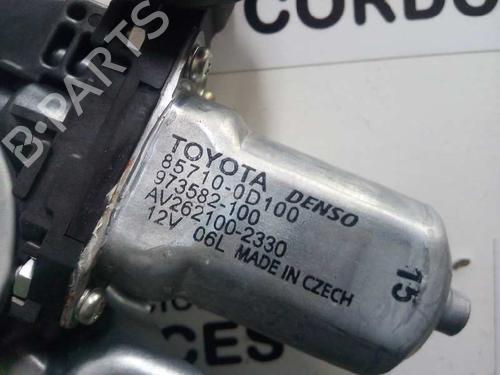 CORDO
B-PARTS
TOYOTA
85710-0D100 DENSO
973582-100
AV262100-2330
12V 06L MADE IN CZECH
15
CES